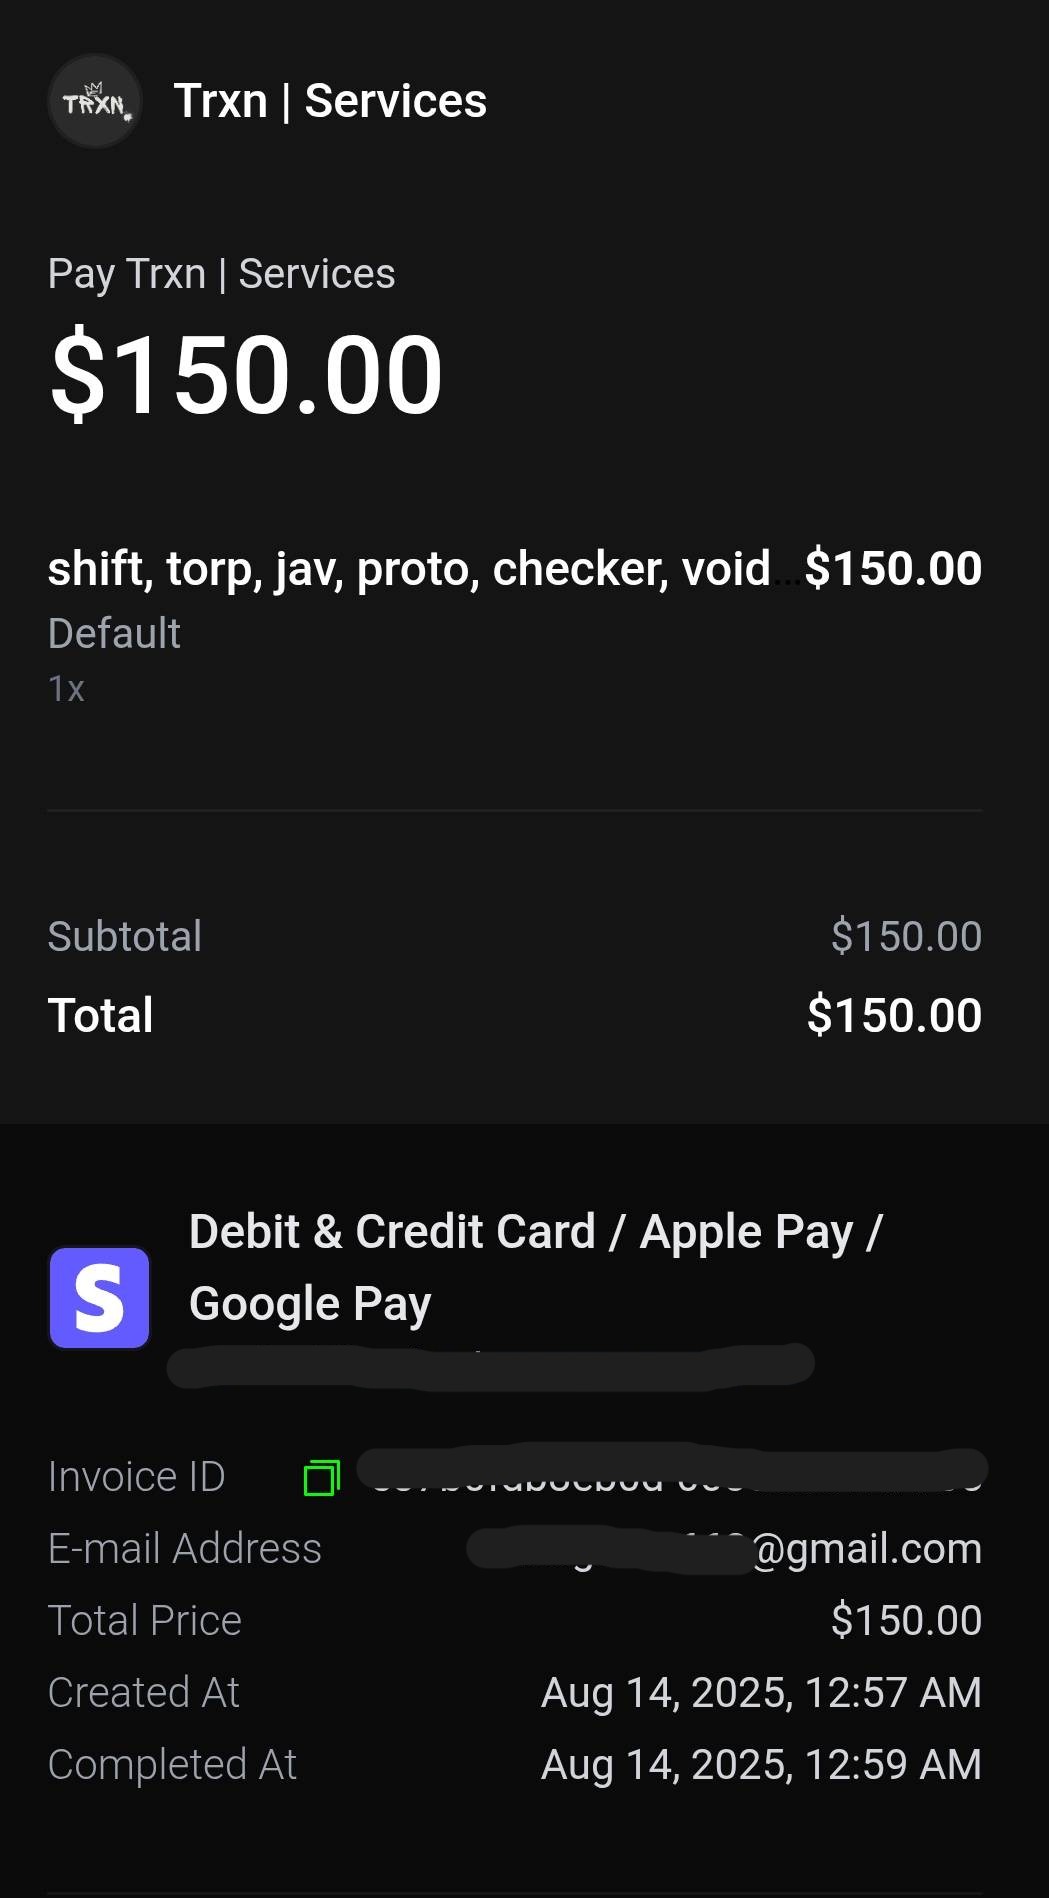 TRXN
Trxn | Services
Pay Trxn | Services
$150.00
shift, torp, jav, proto, checker, void...$150.00
Default
1x
Subtotal $150.00
Total $150.00
Debit & Credit Card / Apple Pay /
Google Pay
Invoice ID
E-mail Address @gmail.com
Total Price $150.00
Created At Aug 14, 2025, 12:57 AM
Completed At Aug 14, 2025, 12:59 AM